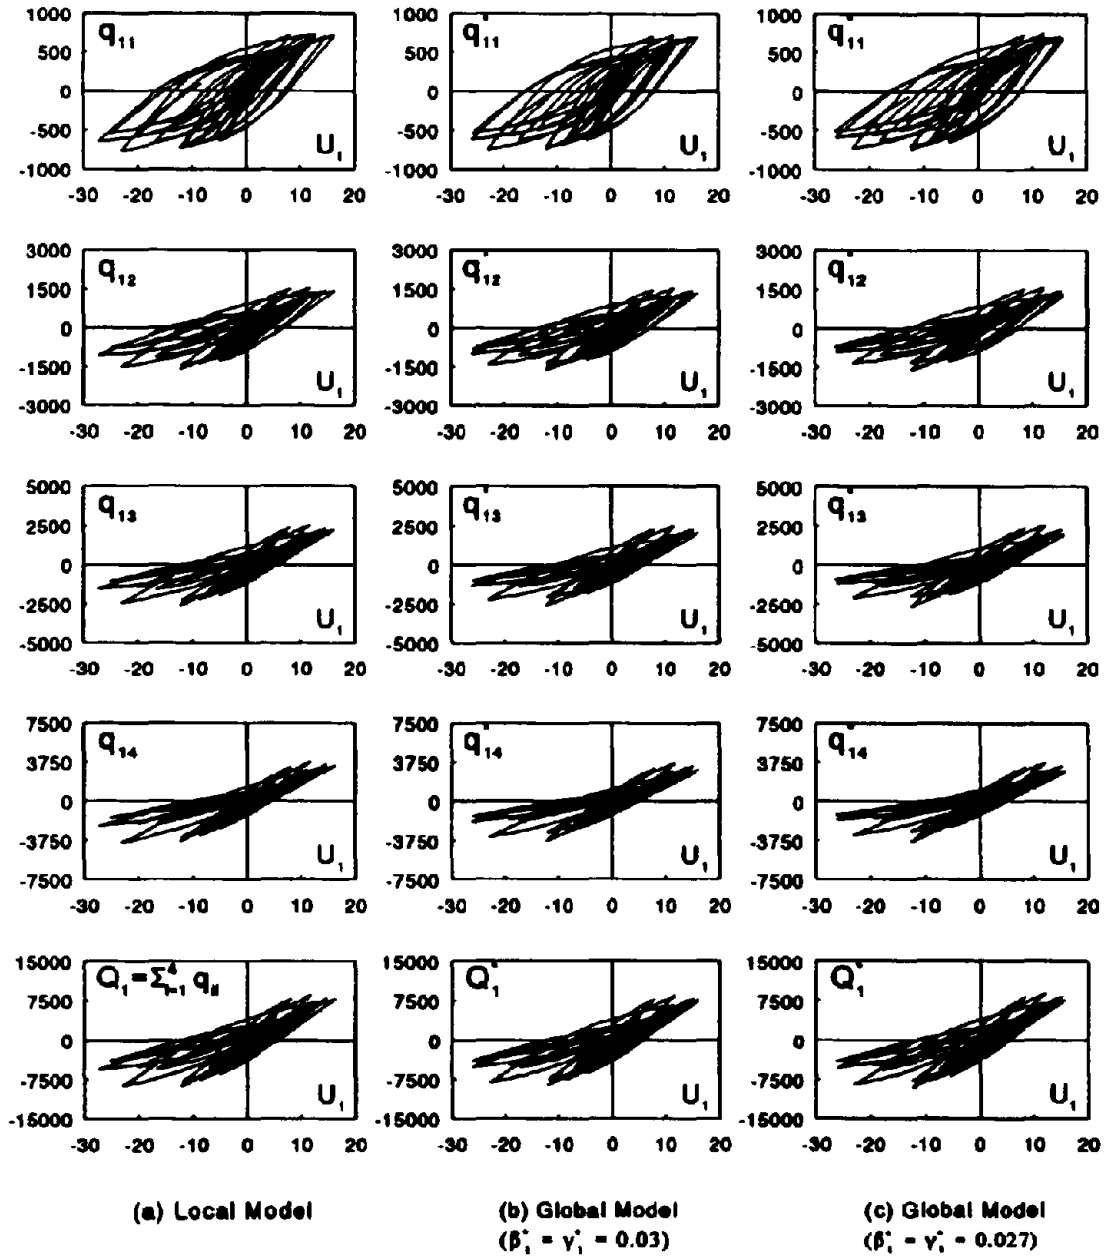 1000 1000 1000
q₁₁ q*₁₁ q*₁₁
500 500 500
0 0 0
-500 -500 -500
U₁ U₁ U₁
-1000 -1000 -1000
-30 -20 -10 0 10 20 -30 -20 -10 0 10 20 -30 -20 -10 0 10 20
3000 3000 3000
q₁₂ q*₁₂ q*₁₂
1500 1500 1500
0 0 0
-1500 -1500 -1500
U₁ U₁ U₁
-3000 -3000 -3000
-30 -20 -10 0 10 20 -30 -20 -10 0 10 20 -30 -20 -10 0 10 20
5000 5000 5000
q₁₃ q*₁₃ q*₁₃
2500 2500 2500
0 0 0
-2500 -2500 -2500
U₁ U₁ U₁
-5000 -5000 -5000
-30 -20 -10 0 10 20 -30 -20 -10 0 10 20 -30 -20 -10 0 10 20
7500 7500 7500
q₁₄ q*₁₄ q*₁₄
3750 3750 3750
0 0 0
-3750 -3750 -3750
U₁ U₁ U₁
-7500 -7500 -7500
-30 -20 -10 0 10 20 -30 -20 -10 0 10 20 -30 -20 -10 0 10 20
15000 15000 15000
Q₁=Σ⁴ᵢ₌₁ qᵢₗ Q*₁ Q*₁
7500 7500 7500
0 0 0
-7500 -7500 -7500
U₁ U₁ U₁
-15000 -15000 -15000
-30 -20 -10 0 10 20 -30 -20 -10 0 10 20 -30 -20 -10 0 10 20
(a) Local Model (b) Global Model (c) Global Model
(β*₁ = γ*₁ = 0.03) (β*₁ = γ*₁ = 0.027)